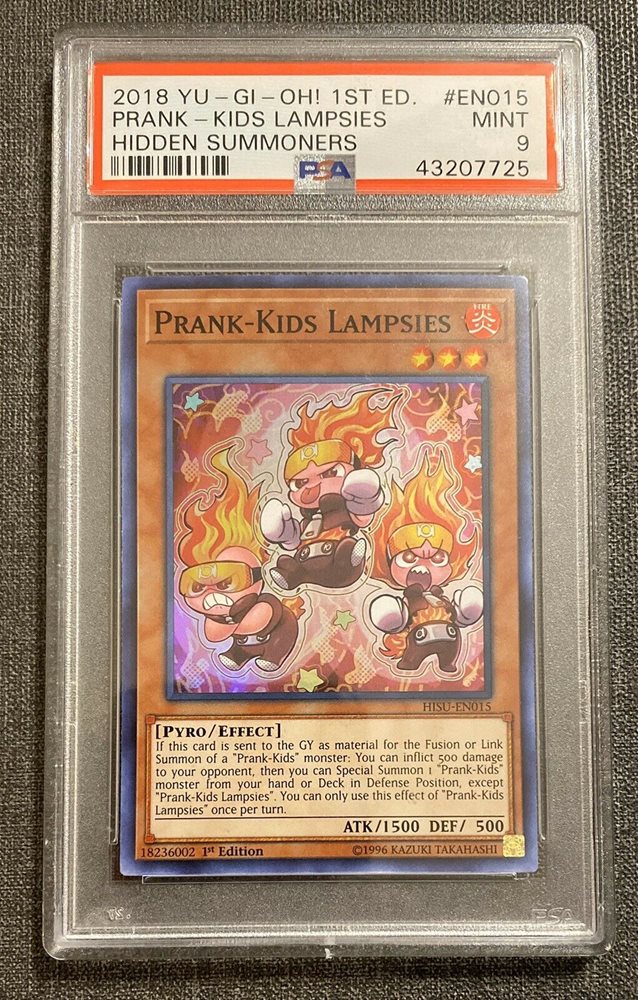 2018 YU-GI-OH! 1ST ED. #EN015
PRANK-KIDS LAMPSIES MINT
HIDDEN SUMMONERS 9
PSA 43207725
PRANK-KIDS LAMPSIES
FIRE
炎
HISU-EN015
[PYRO/EFFECT]
If this card is sent to the GY as material for the Fusion or Link
Summon of a "Prank-Kids" monster: You can inflict 500 damage
to your opponent, then you can Special Summon 1 "Prank-Kids"
monster from your hand or Deck in Defense Position, except
"Prank-Kids Lampsies". You can only use this effect of "Prank-Kids
Lampsies" once per turn.
ATK/1500 DEF/ 500
18236002 1st Edition ©1996 KAZUKI TAKAHASHI
PSA